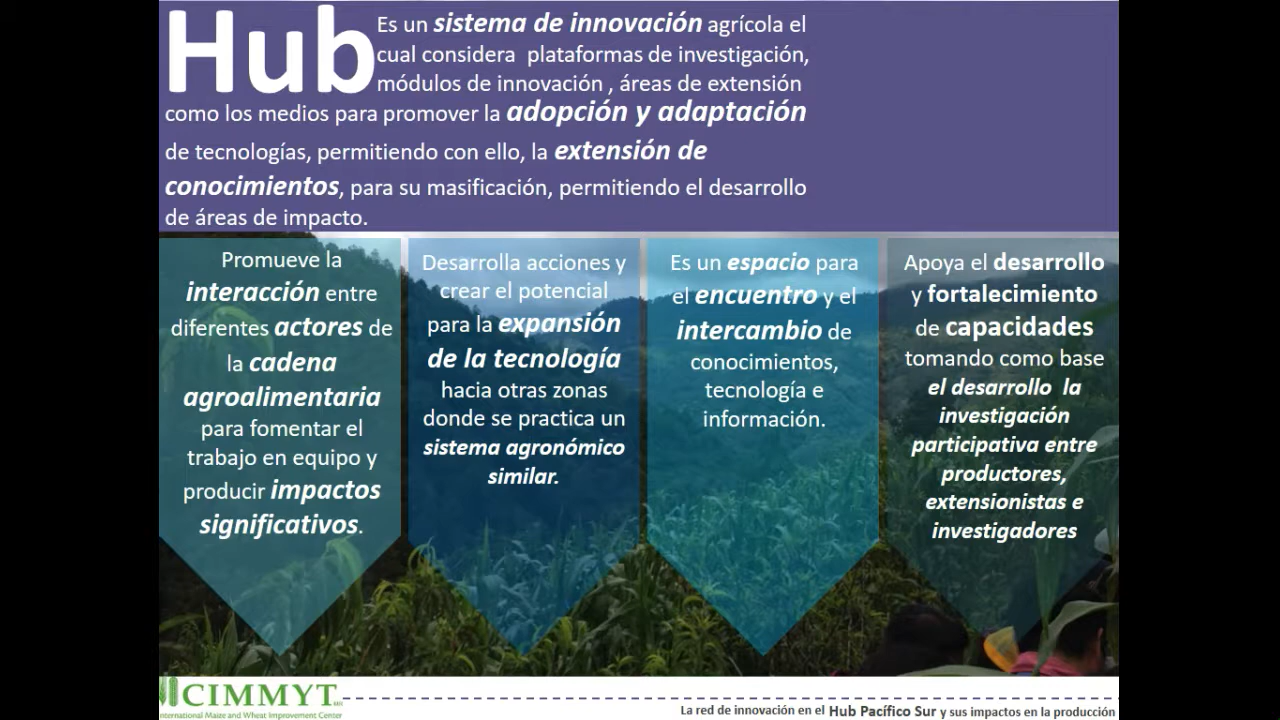 Hub
Es un sistema de innovación agrícola el
cual considera plataformas de investigación,
módulos de innovación , áreas de extensión
como los medios para promover la adopción y adaptación
de tecnologías, permitiendo con ello, la extensión de
conocimientos, para su masificación, permitiendo el desarrollo
de áreas de impacto.
Promueve la
interacción entre
diferentes actores de
la cadena
agroalimentaria
para fomentar el
trabajo en equipo y
producir impactos
significativos.
Desarrolla acciones y
crear el potencial
para la expansión
de la tecnología
hacia otras zonas
donde se practica un
sistema agronómico
similar.
Es un espacio para
el encuentro y el
intercambio de
conocimientos,
tecnología e
información.
Apoya el desarrollo
y fortalecimiento
de capacidades
tomando como base
el desarrollo la
investigación
participativa entre
productores,
extensionistas e
investigadores
CIMMYT
International Maize and Wheat Improvement Center
La red de innovación en el Hub Pacífico Sur y sus impactos en la producción